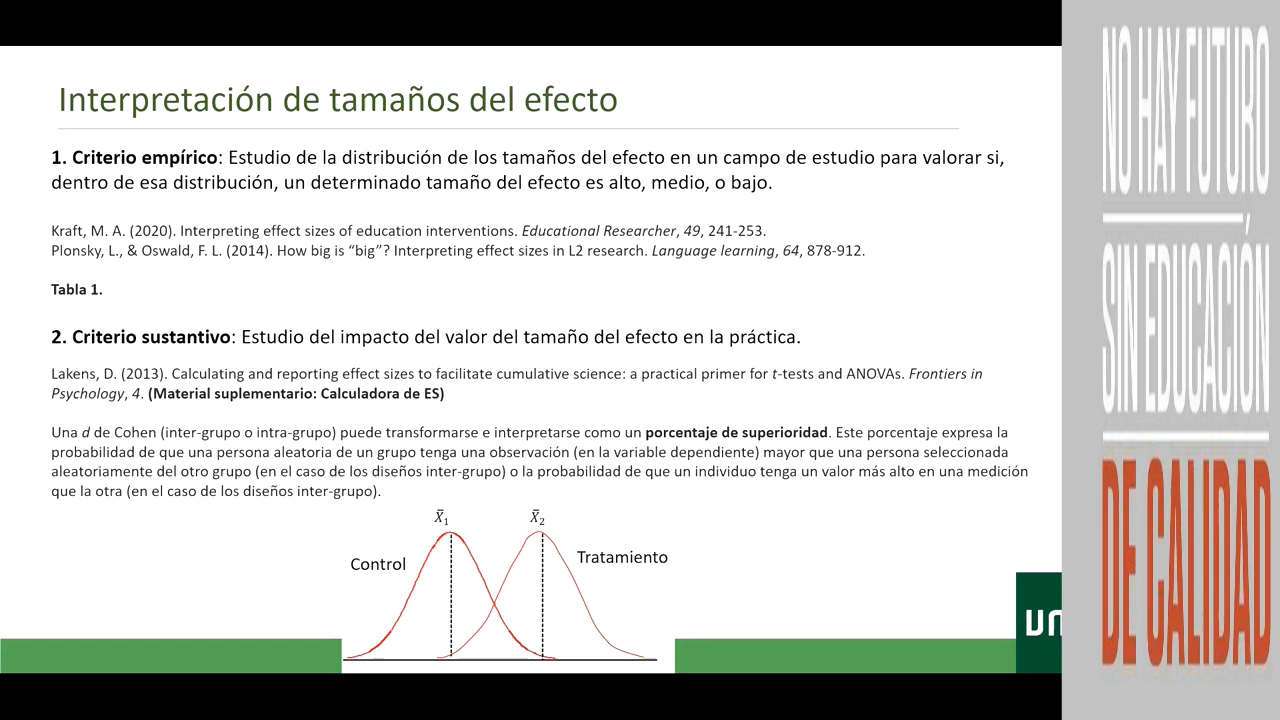 Interpretación de tamaños del efecto
1. Criterio empírico: Estudio de la distribución de los tamaños del efecto en un campo de estudio para valorar si,
dentro de esa distribución, un determinado tamaño del efecto es alto, medio, o bajo.
Kraft, M. A. (2020). Interpreting effect sizes of education interventions. Educational Researcher, 49, 241-253.
Plonsky, L., & Oswald, F. L. (2014). How big is “big”? Interpreting effect sizes in L2 research. Language learning, 64, 878-912.
Tabla 1.
2. Criterio sustantivo: Estudio del impacto del valor del tamaño del efecto en la práctica.
Lakens, D. (2013). Calculating and reporting effect sizes to facilitate cumulative science: a practical primer for t-tests and ANOVAs. Frontiers in
Psychology, 4. (Material suplementario: Calculadora de ES)
Una d de Cohen (inter-grupo o intra-grupo) puede transformarse e interpretarse como un porcentaje de superioridad. Este porcentaje expresa la
probabilidad de que una persona aleatoria de un grupo tenga una observación (en la variable dependiente) mayor que una persona seleccionada
aleatoriamente del otro grupo (en el caso de los diseños inter-grupo) o la probabilidad de que un individuo tenga un valor más alto en una medición
que la otra (en el caso de los diseños inter-grupo).
X̄₁ X̄₂
Control
Tratamiento
NO HAY FUTURO
SIN EDUCACIÓN
DE CALIDAD